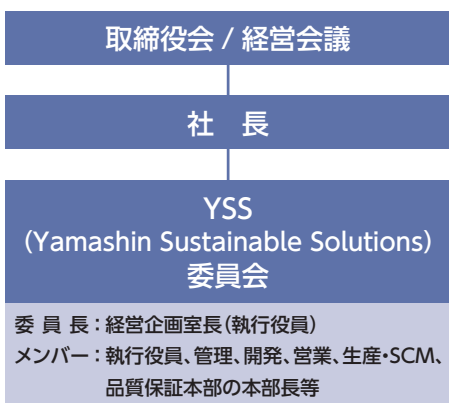 取締役会 / 経営会議
社　長
YSS
(Yamashin Sustainable Solutions)
委員会
委 員 長：経営企画室長（執行役員）
メンバー：執行役員、管理、開発、営業、生産・SCM、
品質保証本部の本部長等